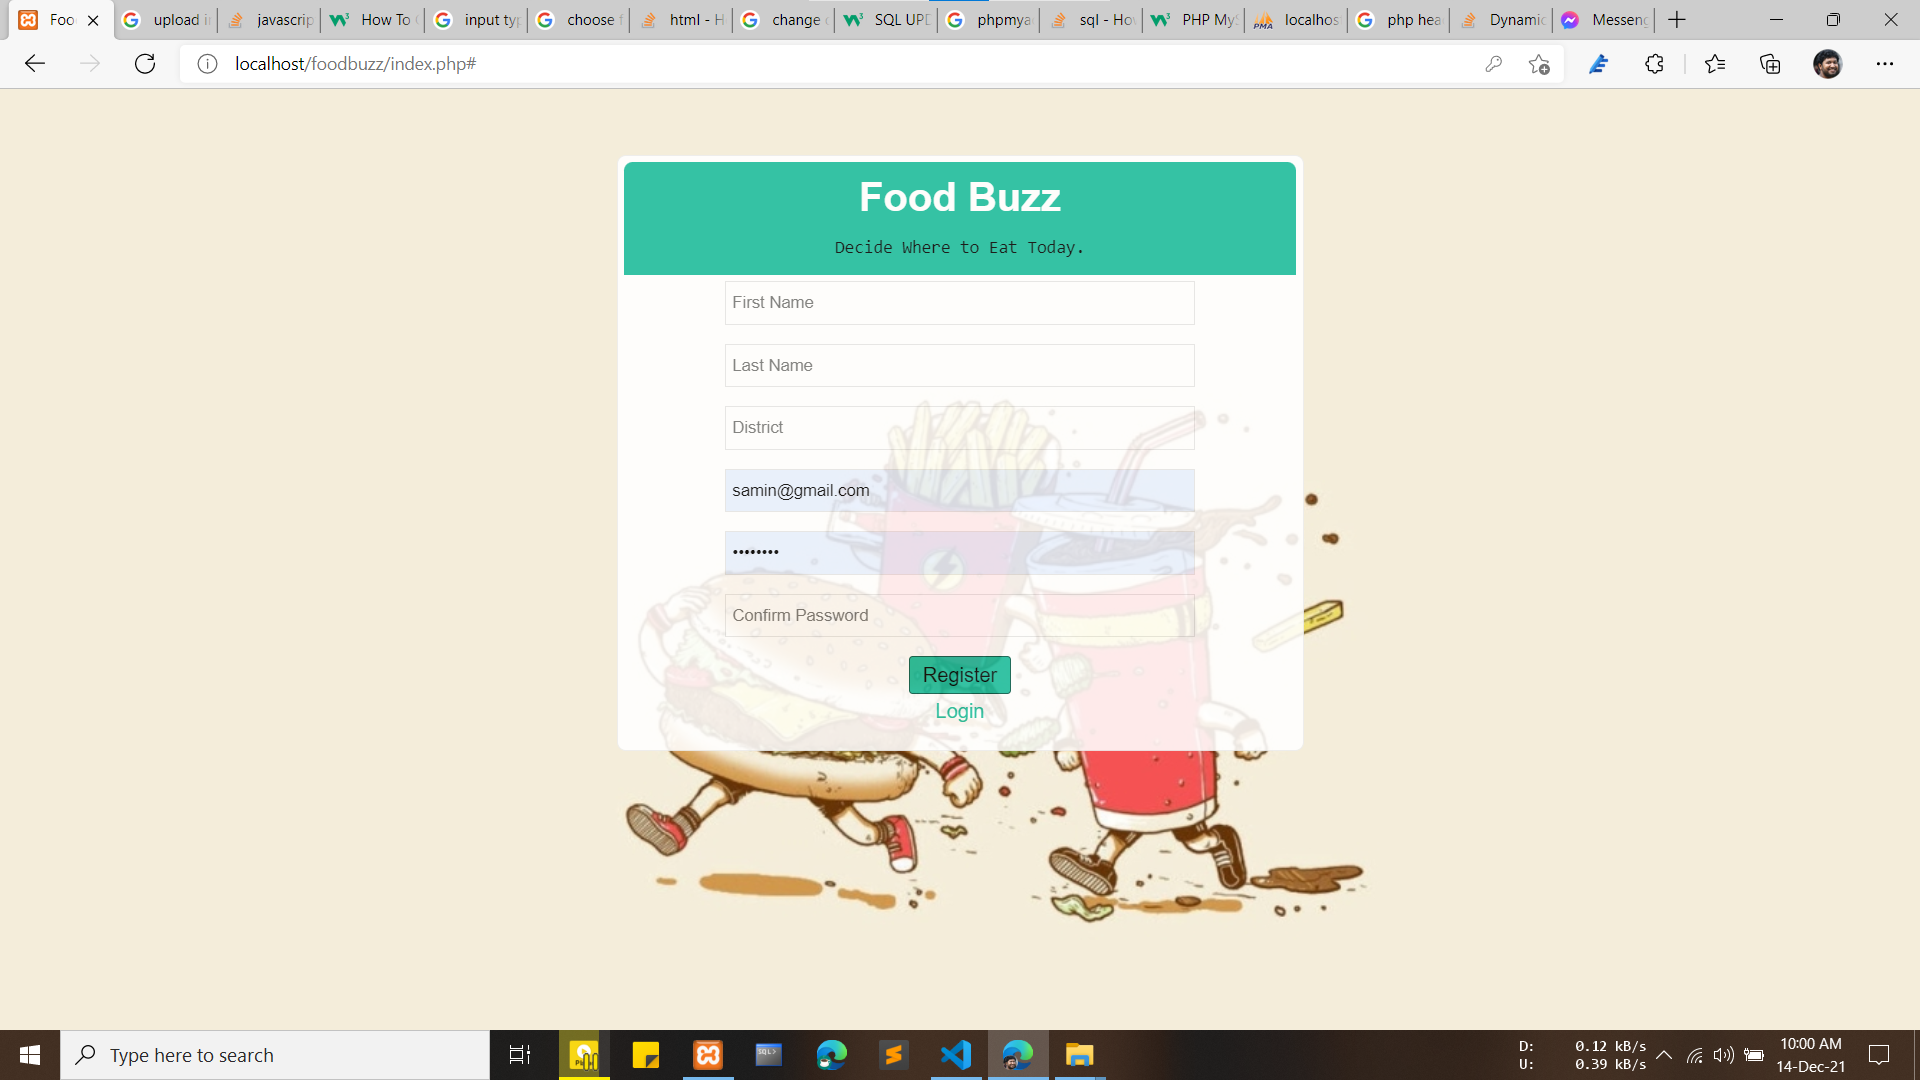 Foo
upload i
javascrip
How To
input typ
choose f
html - H
change
SQL UPD
phpmya
sql - Hov
PHP MyS
localhos
php hea
Dynamic
Messeng
localhost/foodbuzz/index.php#
Food Buzz
Decide Where to Eat Today.
First Name
Last Name
District
samin@gmail.com
••••••••
Confirm Password
Register
Login
Type here to search
D: 0.12 kB/s
U: 0.39 kB/s
10:00 AM
14-Dec-21